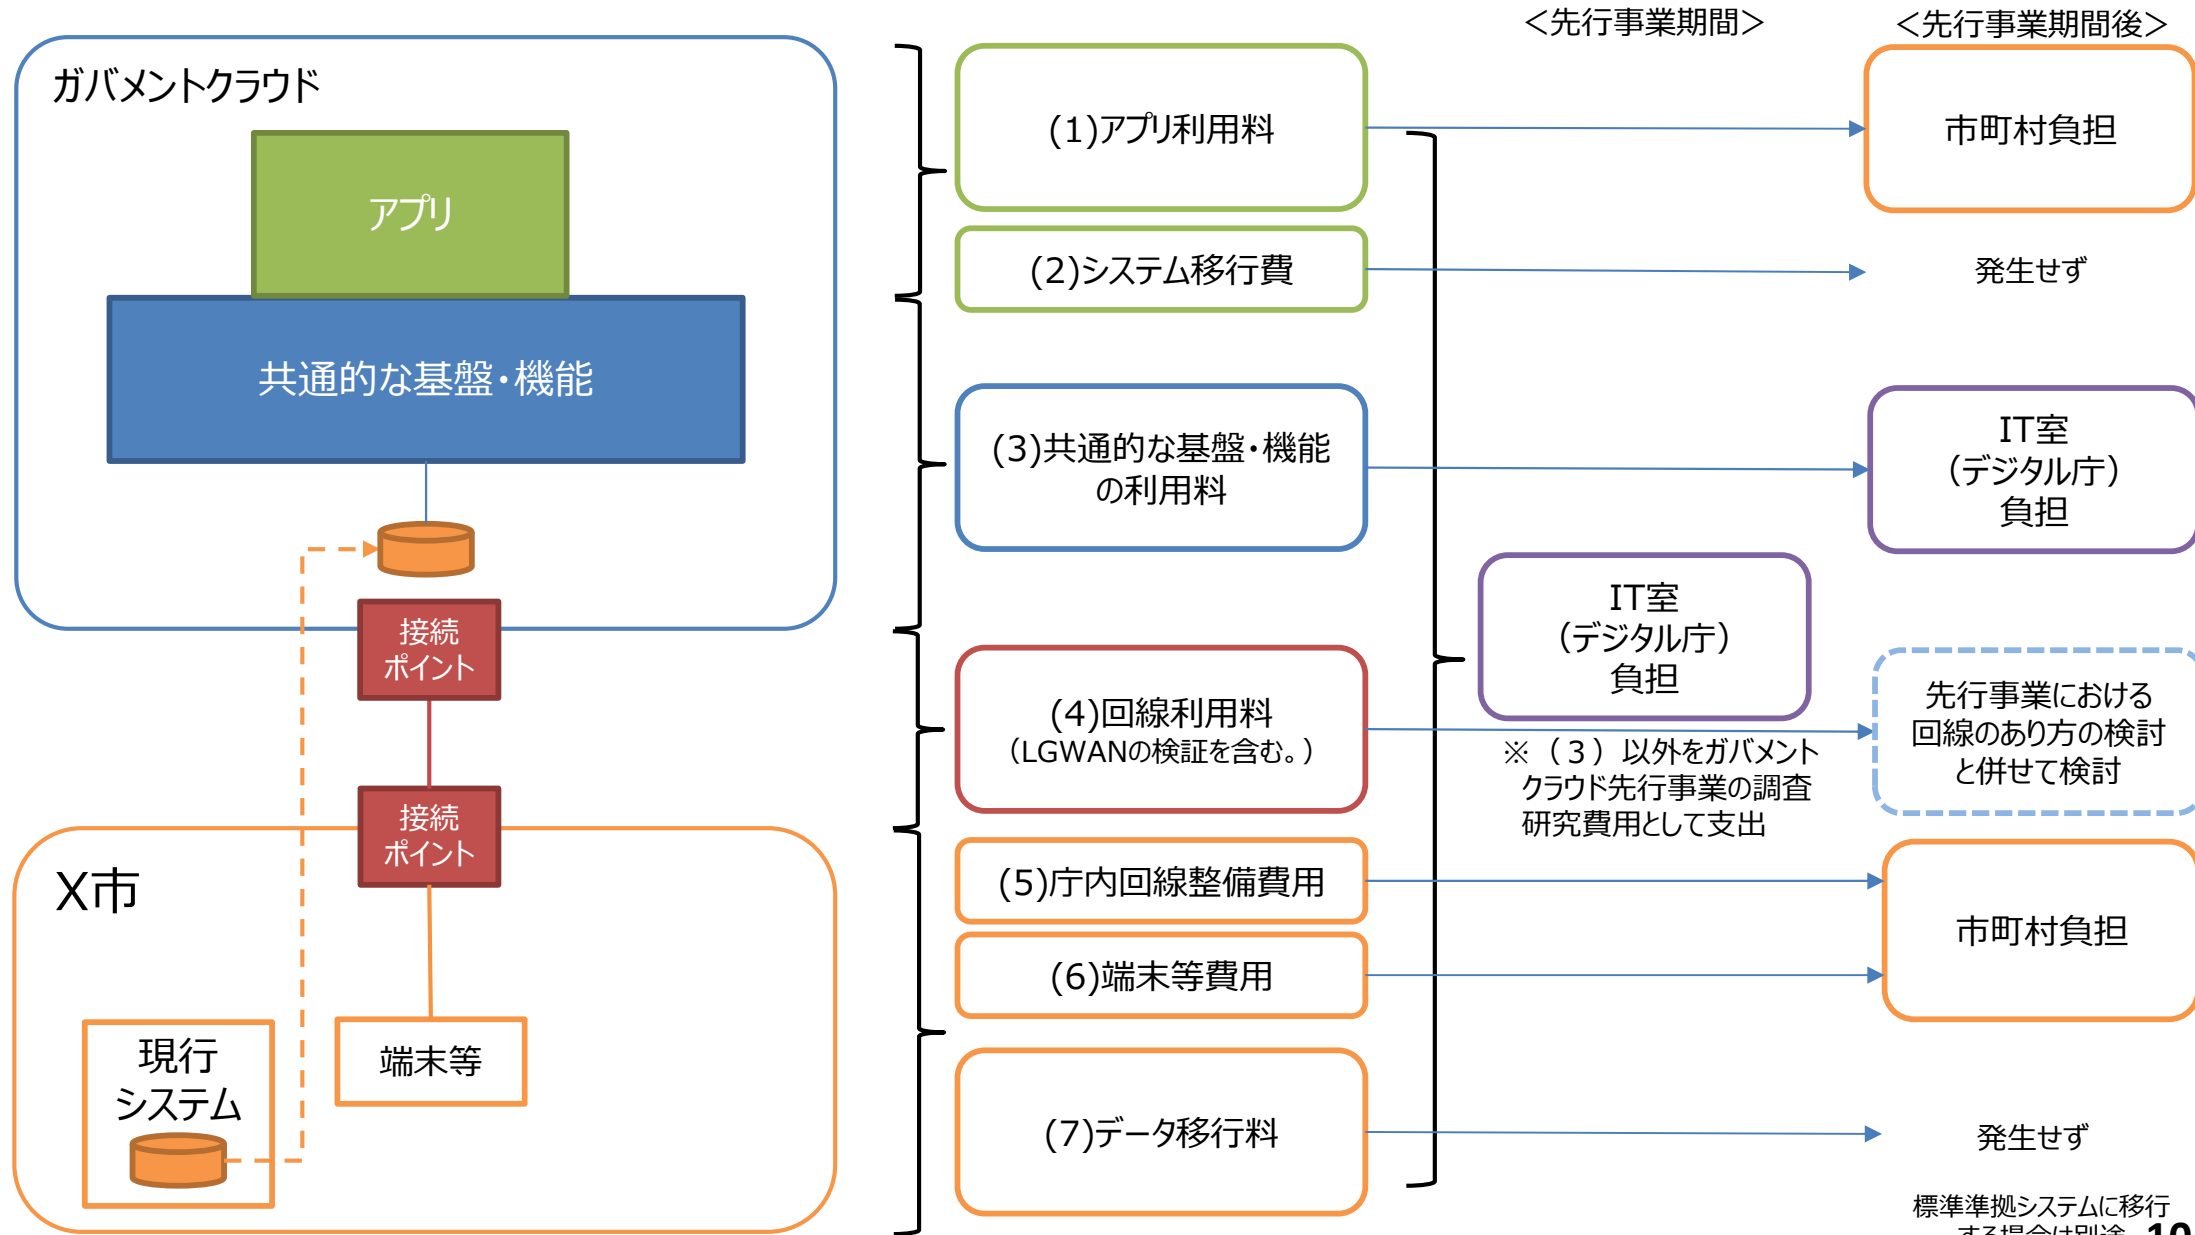 ＜先行事業期間＞
＜先行事業期間後＞
ガバメントクラウド
アプリ
共通的な基盤・機能
接続
ポイント
接続
ポイント
X市
現行
システム
端末等
(1)アプリ利用料
(2)システム移行費
(3)共通的な基盤・機能
の利用料
(4)回線利用料
（LGWANの検証を含む。）
(5)庁内回線整備費用
(6)端末等費用
(7)データ移行料
IT室
（デジタル庁）
負担
※（３）以外をガバメント
クラウド先行事業の調査
研究費用として支出
市町村負担
発生せず
IT室
（デジタル庁）
負担
先行事業における
回線のあり方の検討
と併せて検討
市町村負担
発生せず
標準準拠システムに移行
する場合は別途
10